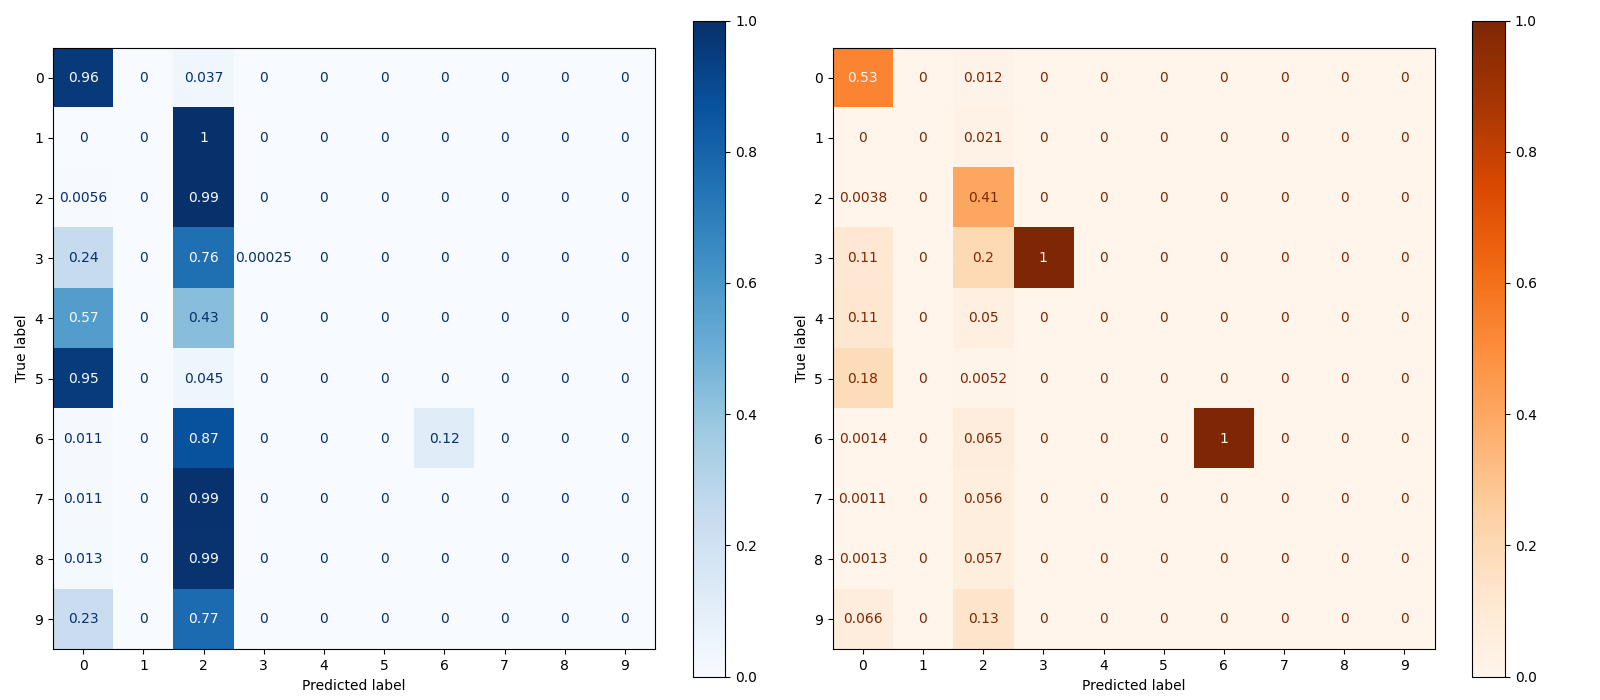 0 0.96 0 0.037 0 0 0 0 0 0 0
1 0 0 1 0 0 0 0 0 0 0
2 0.0056 0 0.99 0 0 0 0 0 0 0
3 0.24 0 0.76 0.00025 0 0 0 0 0 0
4 0.57 0 0.43 0 0 0 0 0 0 0
5 0.95 0 0.045 0 0 0 0 0 0 0
6 0.011 0 0.87 0 0 0 0.12 0 0 0
7 0.011 0 0.99 0 0 0 0 0 0 0
8 0.013 0 0.99 0 0 0 0 0 0 0
9 0.23 0 0.77 0 0 0 0 0 0 0
0 1 2 3 4 5 6 7 8 9
True label
Predicted label
1.0
0.8
0.6
0.4
0.2
0.0
0 0.53 0 0.012 0 0 0 0 0 0 0
1 0 0 0.021 0 0 0 0 0 0 0
2 0.0038 0 0.41 0 0 0 0 0 0 0
3 0.11 0 0.2 1 0 0 0 0 0 0
4 0.11 0 0.05 0 0 0 0 0 0 0
5 0.18 0 0.0052 0 0 0 0 0 0 0
6 0.0014 0 0.065 0 0 0 1 0 0 0
7 0.0011 0 0.056 0 0 0 0 0 0 0
8 0.0013 0 0.057 0 0 0 0 0 0 0
9 0.066 0 0.13 0 0 0 0 0 0 0
0 1 2 3 4 5 6 7 8 9
True label
Predicted label
1.0
0.8
0.6
0.4
0.2
0.0